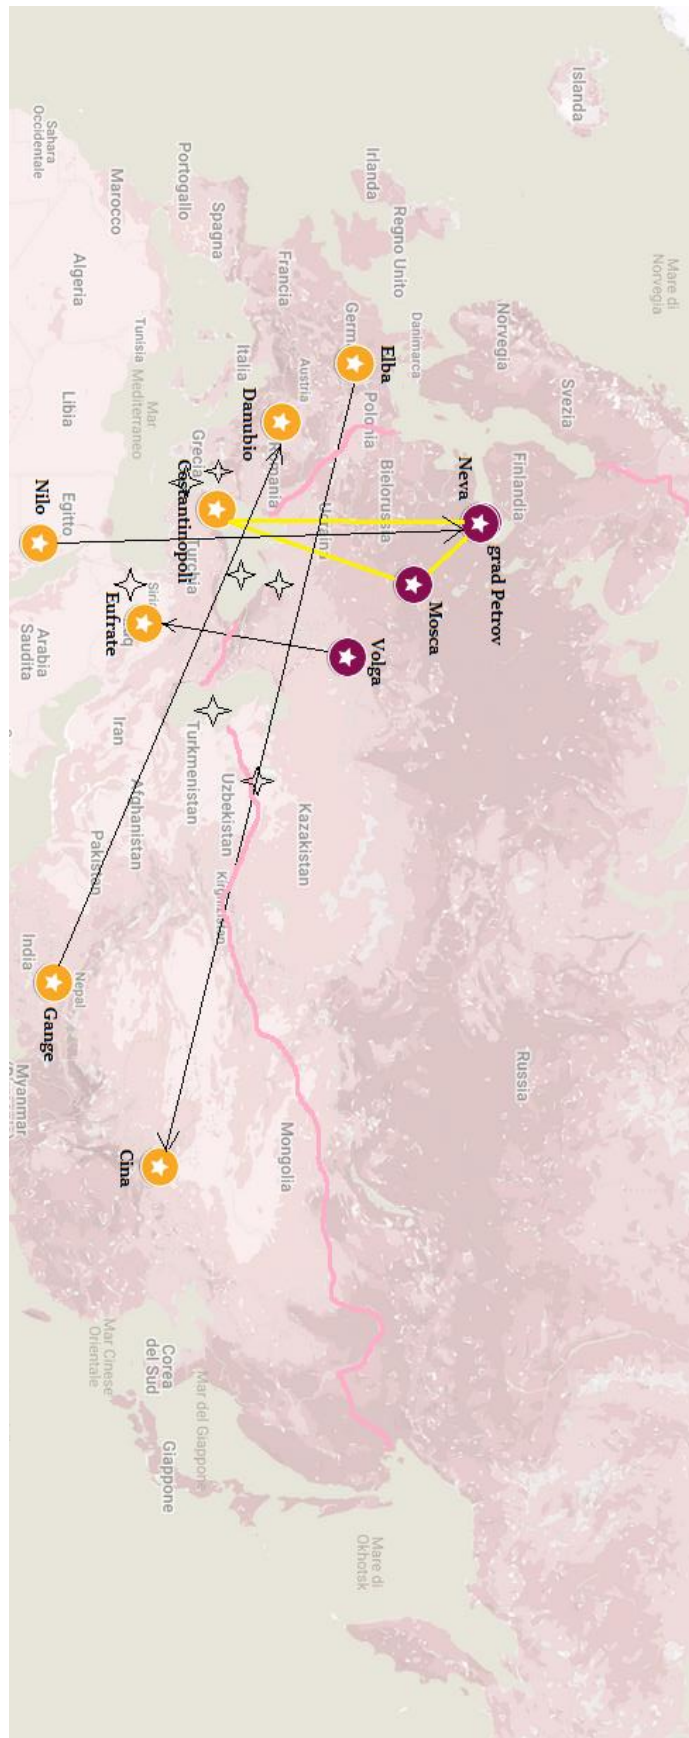 Mare di
Norvegia
Islanda
Svezia
Finlandia
Norvegia
Neva
grad Petrov
Russia
Danimarca
Mosca
Regno Unito
Irlanda
Bielorussia
Polonia
Elba
Germ
Volga
Mare di
Okhotsk
Ucraina
Austria
Romania
Kazakistan
Mongolia
Francia
Danubio
Italia
Spagna
Uzbekistan
Grecia
Costantinopoli
Turchia
Turkmenistan
Mar del Giappone
Portogallo
Corea
del Sud
Giappone
Siri
Eufrate
Afghanistan
Cina
Mar
Mediterraneo
Tunisia
Marocco
Iran
Pakistan
Mar Cinese
Orientale
Algeria
Libia
Egitto
Nepal
Nilo
Gange
Sahara
Occidentale
Arabia
Saudita
India
Myanmar